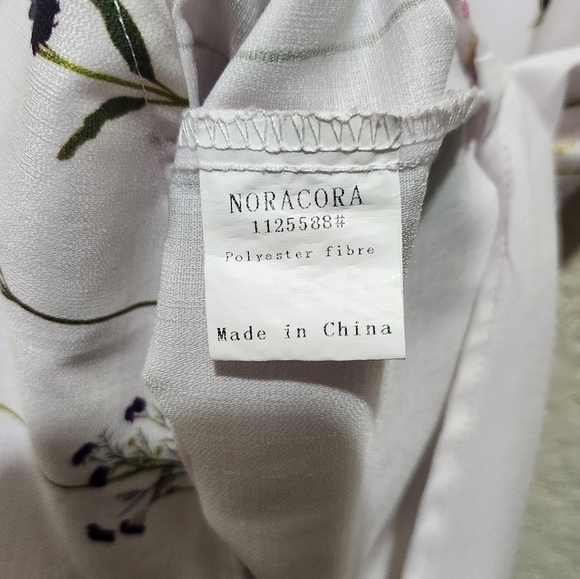 NORACORA
1125588#
Polyester fibre
Made in China